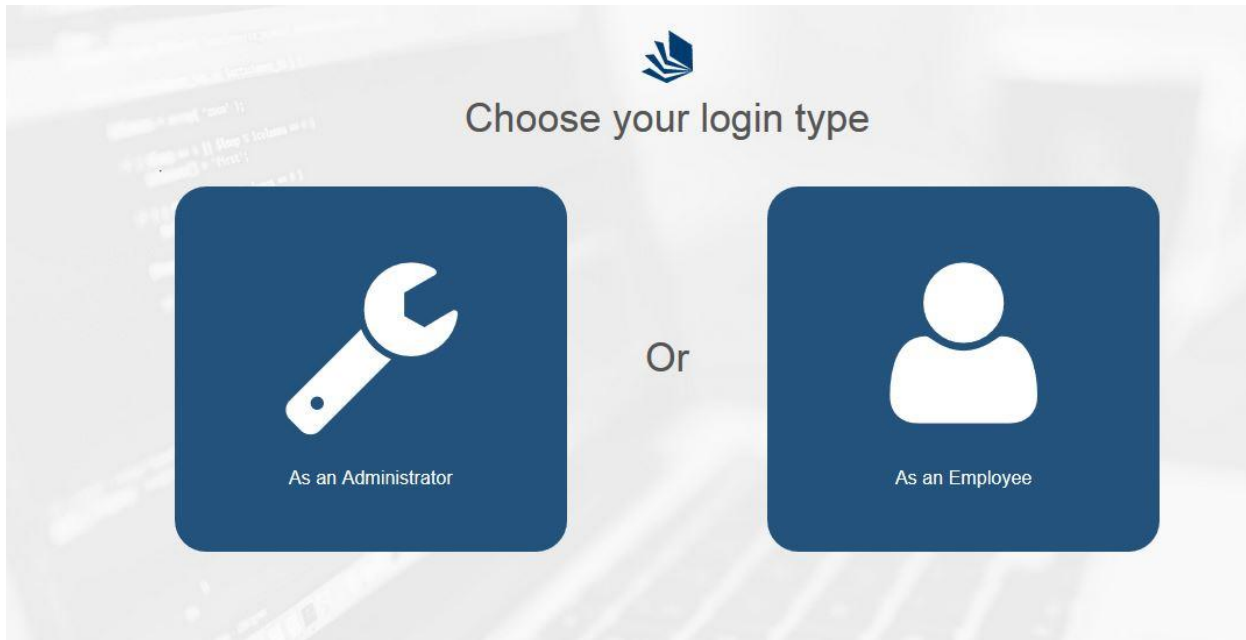 Choose your login type
Or
As an Administrator
As an Employee